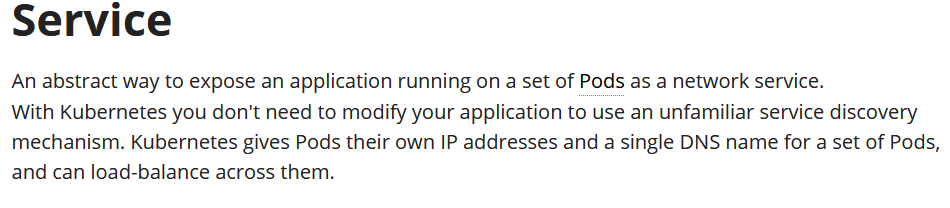 Service
An abstract way to expose an application running on a set of Pods as a network service.
With Kubernetes you don't need to modify your application to use an unfamiliar service discovery
mechanism. Kubernetes gives Pods their own IP addresses and a single DNS name for a set of Pods,
and can load-balance across them.